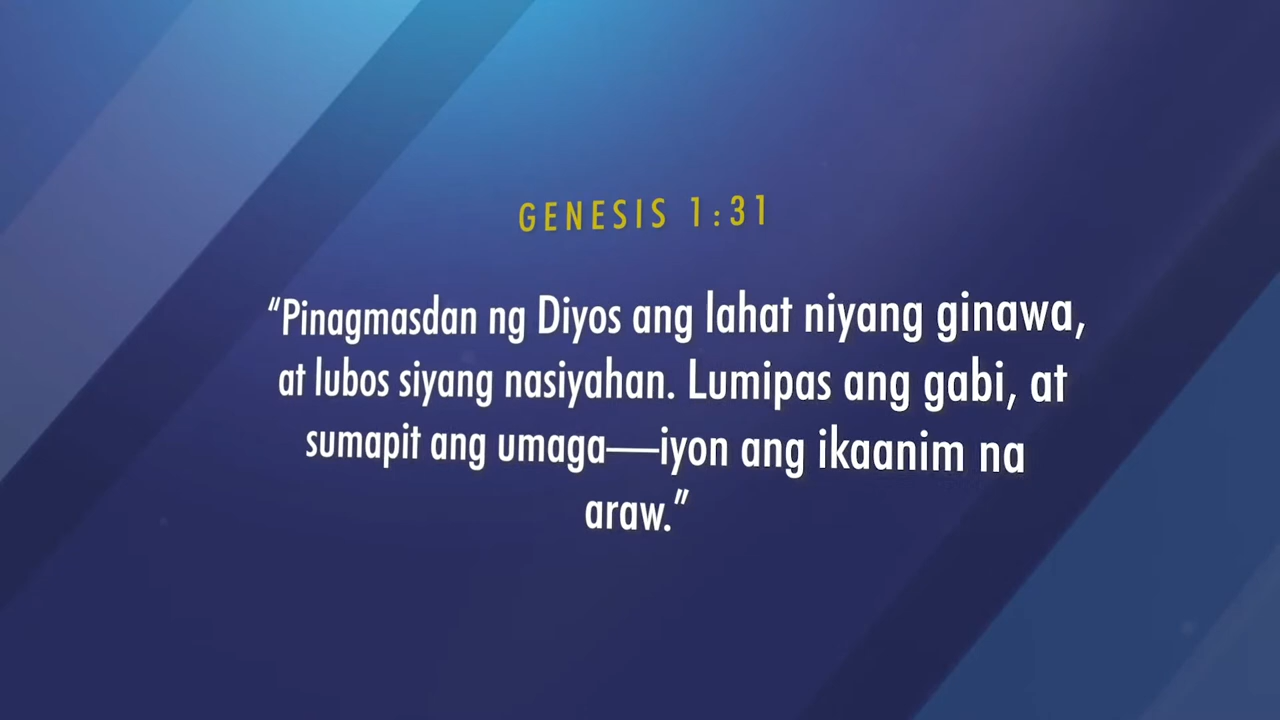 GENESIS 1:31
“Pinagmasdan ng Diyos ang lahat niyang ginawa,
at lubos siyang nasiyahan. Lumipas ang gabi, at
sumapit ang umaga—iyon ang ikaanim na
araw.”